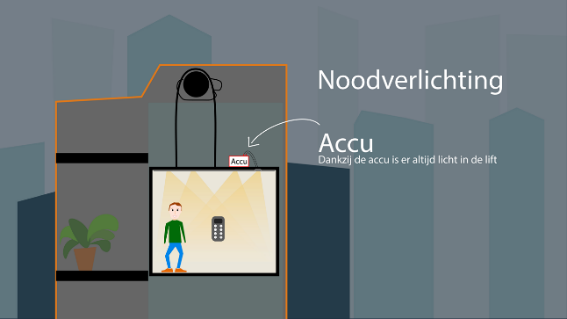 Noodverlichting
Accu
Dankzij de accu is er altijd licht in de lift
Accu